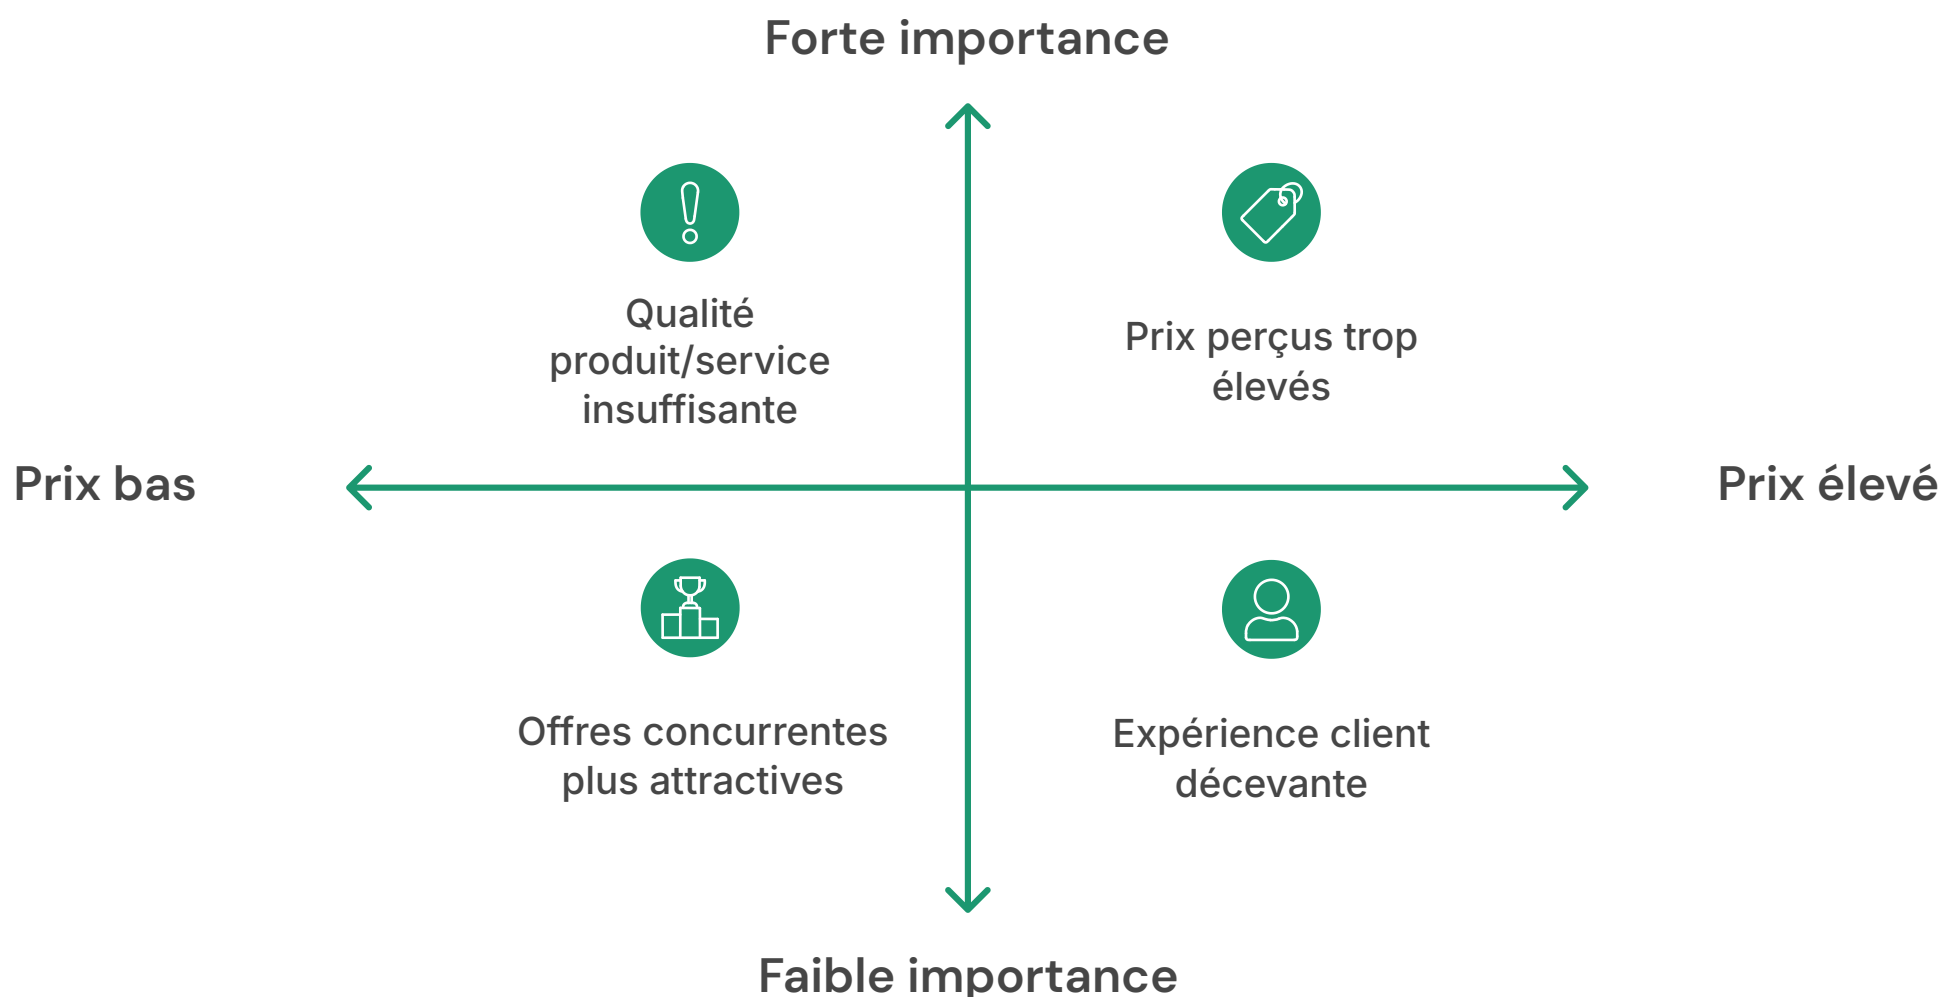 Forte importance
Qualité
produit/service
insuffisante
Prix perçus trop
élevés
Prix bas
Prix élevé
Offres concurrentes
plus attractives
Expérience client
décevante
Faible importance